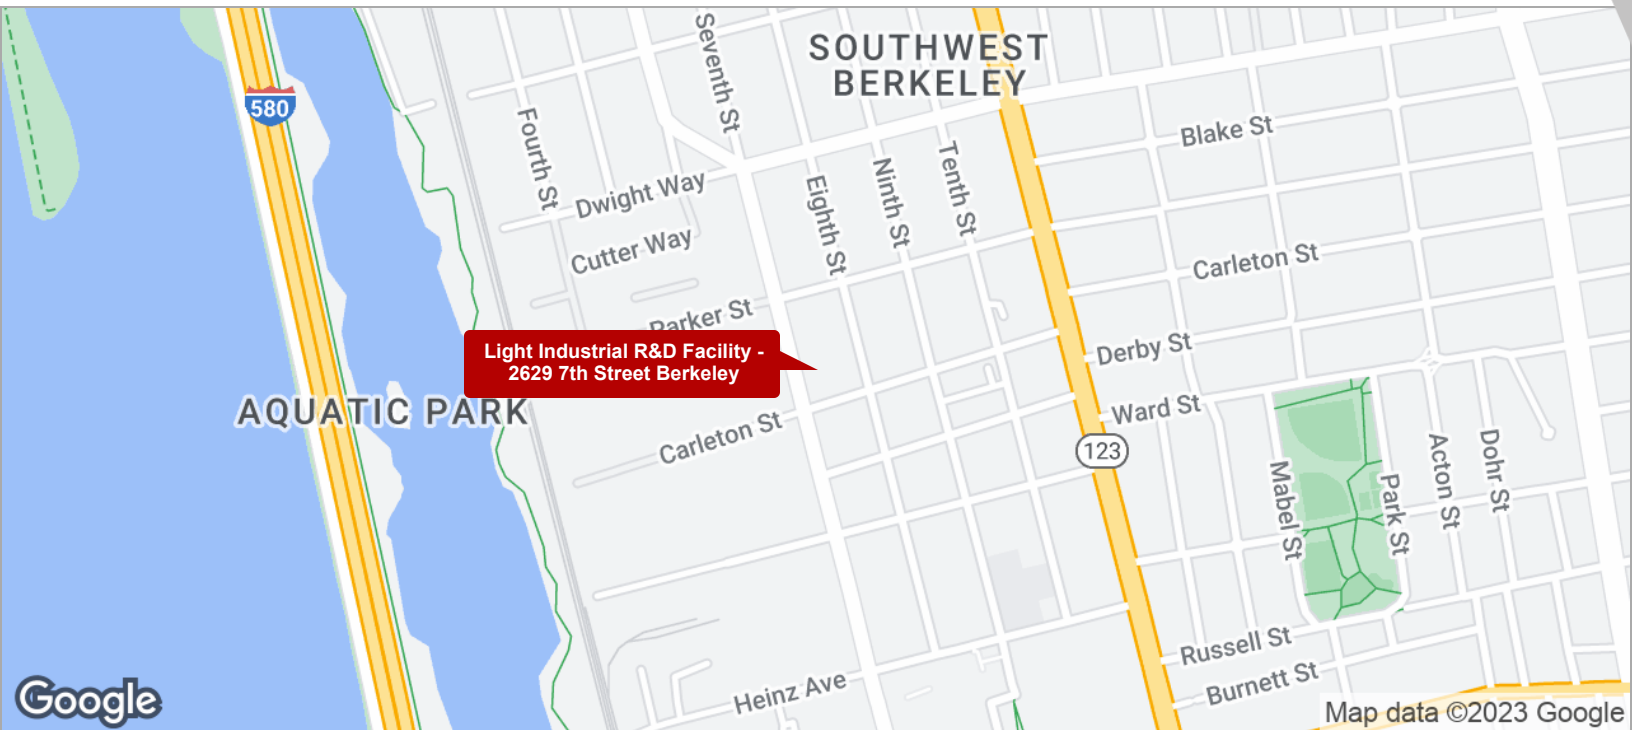 SOUTHWEST
BERKELEY
Seventh St
580
Fourth St
Blake St
Dwight Way
Eighth St
Ninth St
Tenth St
Cutter Way
Carleton St
Parker St
Light Industrial R&D Facility -
2629 7th Street Berkeley
Derby St
AQUATIC PARK
Ward St
Carleton St
123
Mabel St
Park St
Acton St
Dohr St
Russell St
Burnett St
Heinz Ave
Google
Map data ©2023 Google